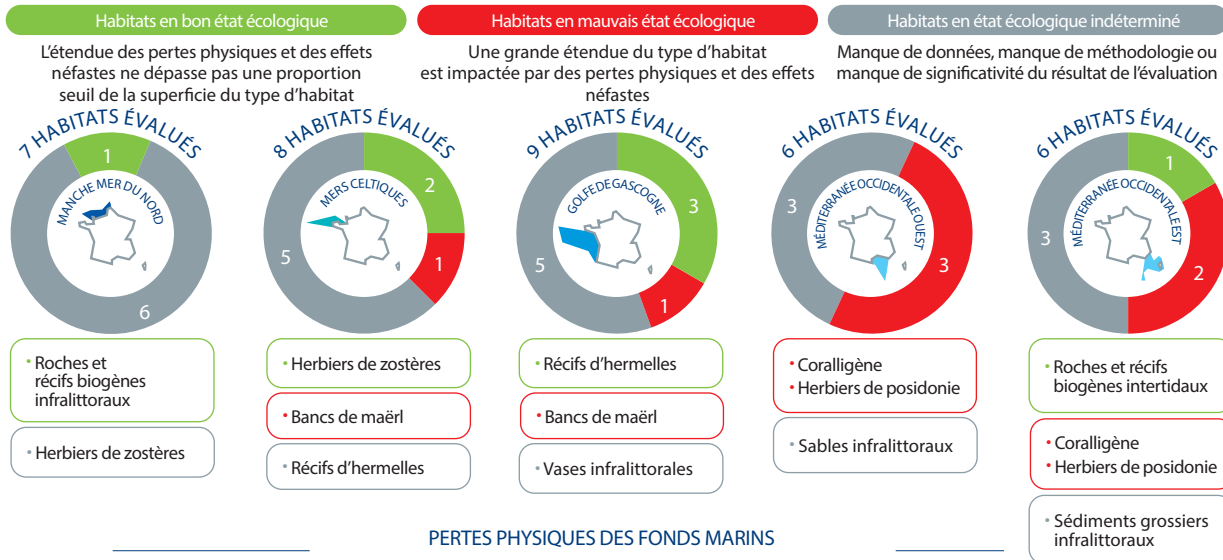 Habitats en bon état écologique
L'étendue des pertes physiques et des effets
néfastes ne dépasse pas une proportion
seuil de la superficie du type d'habitat
Habitats en mauvais état écologique
Une grande étendue du type d'habitat
est impactée par des pertes physiques et des effets
néfastes
Habitats en état écologique indéterminé
Manque de données, manque de méthodologie ou
manque de significativité du résultat de l'évaluation
7 HABITATS ÉVALUÉS
MANCHE MER DU NORD
1
6
• Roches et
récifs biogènes
infralittoraux
• Herbiers de zostères
8 HABITATS ÉVALUÉS
MERS CELTIQUES
2
1
5
• Herbiers de zostères
• Bancs de maërl
• Récifs d'hermelles
9 HABITATS ÉVALUÉS
GOLFE DE GASCOGNE
3
1
5
• Récifs d'hermelles
• Bancs de maërl
• Vases infralittorales
6 HABITATS ÉVALUÉS
MÉDITERRANÉE OCCIDENTALE OUEST
3
3
• Coralligène
• Herbiers de posidonie
• Sables infralittoraux
6 HABITATS ÉVALUÉS
MÉDITERRANÉE OCCIDENTALE EST
1
2
3
• Roches et récifs
biogènes intertidaux
• Coralligène
• Herbiers de posidonie
• Sédiments grossiers
infralittoraux
PERTES PHYSIQUES DES FONDS MARINS